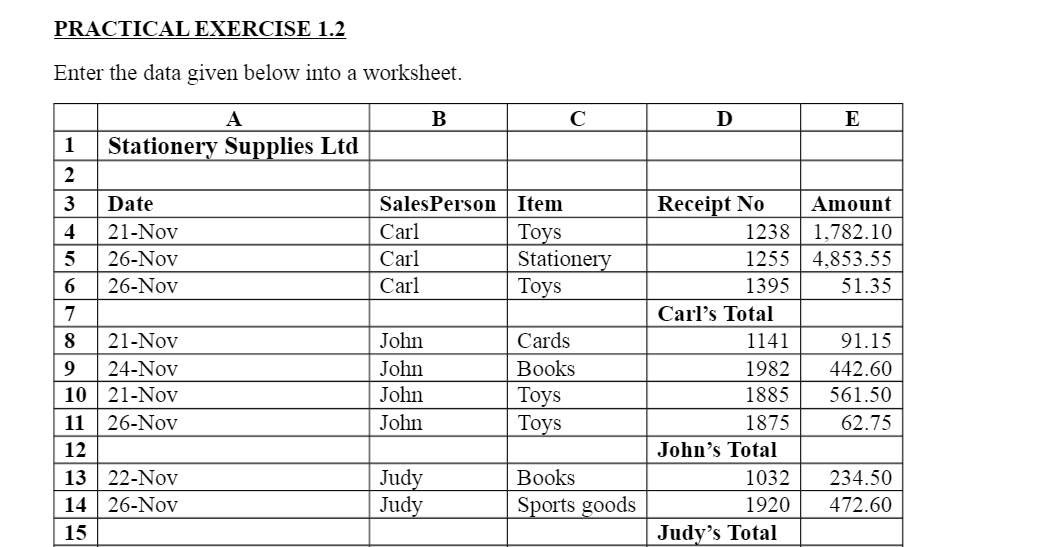 PRACTICAL EXERCISE 1.2
Enter the data given below into a worksheet.
A B C D E
1 Stationery Supplies Ltd
2
3 Date SalesPerson Item Receipt No Amount
4 21-Nov Carl Toys 1238 1,782.10
5 26-Nov Carl Stationery 1255 4,853.55
6 26-Nov Carl Toys 1395 51.35
7 Carl’s Total
8 21-Nov John Cards 1141 91.15
9 24-Nov John Books 1982 442.60
10 21-Nov John Toys 1885 561.50
11 26-Nov John Toys 1875 62.75
12 John’s Total
13 22-Nov Judy Books 1032 234.50
14 26-Nov Judy Sports goods 1920 472.60
15 Judy’s Total